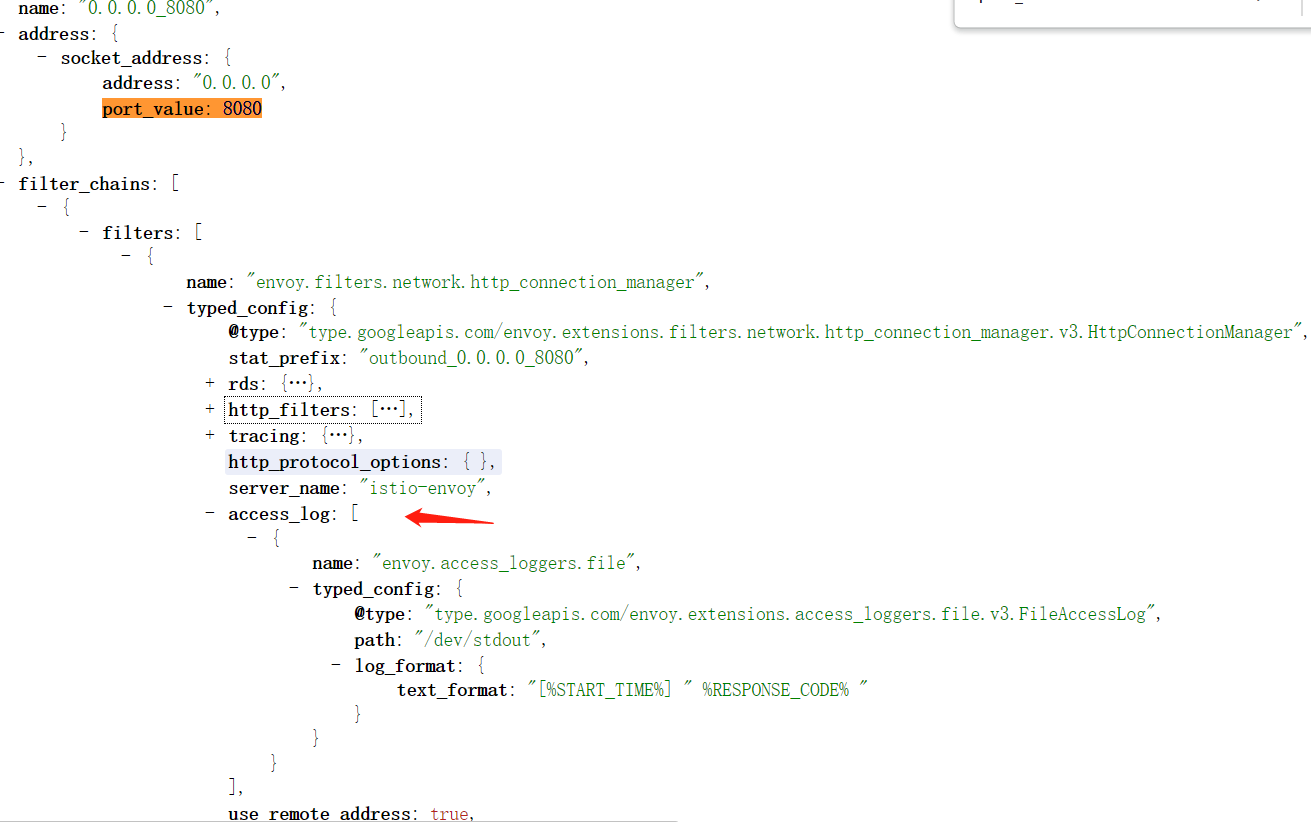 name: "0.0.0.0_8080",
- address: {
- socket_address: {
address: "0.0.0.0",
port_value: 8080
}
},
- filter_chains: [
- {
- filters: [
- {
name: "envoy.filters.network.http_connection_manager",
- typed_config: {
@type: "type.googleapis.com/envoy.extensions.filters.network.http_connection_manager.v3.HttpConnectionManager",
stat_prefix: "outbound_0.0.0.0_8080",
+ rds: {…},
+ http_filters: […],
+ tracing: {…},
http_protocol_options: { },
server_name: "istio-envoy",
- access_log: [
- {
name: "envoy.access_loggers.file",
- typed_config: {
@type: "type.googleapis.com/envoy.extensions.access_loggers.file.v3.FileAccessLog",
path: "/dev/stdout",
- log_format: {
text_format: "[%START_TIME%] " %RESPONSE_CODE% "
}
}
}
],
use_remote_address: true,